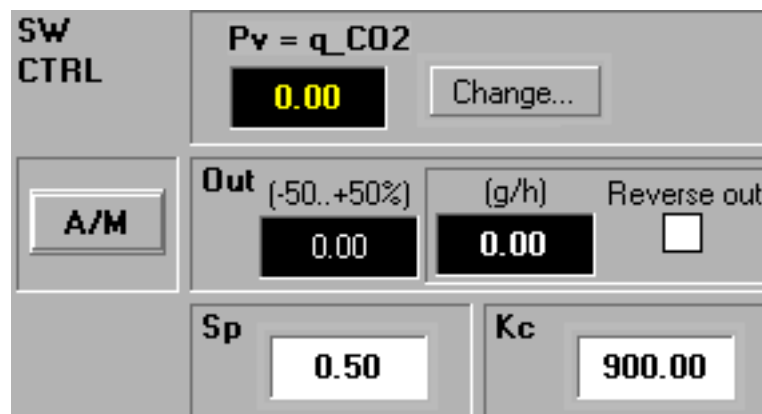 SW
CTRL
Pv = q_CO2
0.00
Change...
A/M
Out (-50..+50%) (g/h) Reverse out
0.00 0.00
Sp 0.50
Kc 900.00